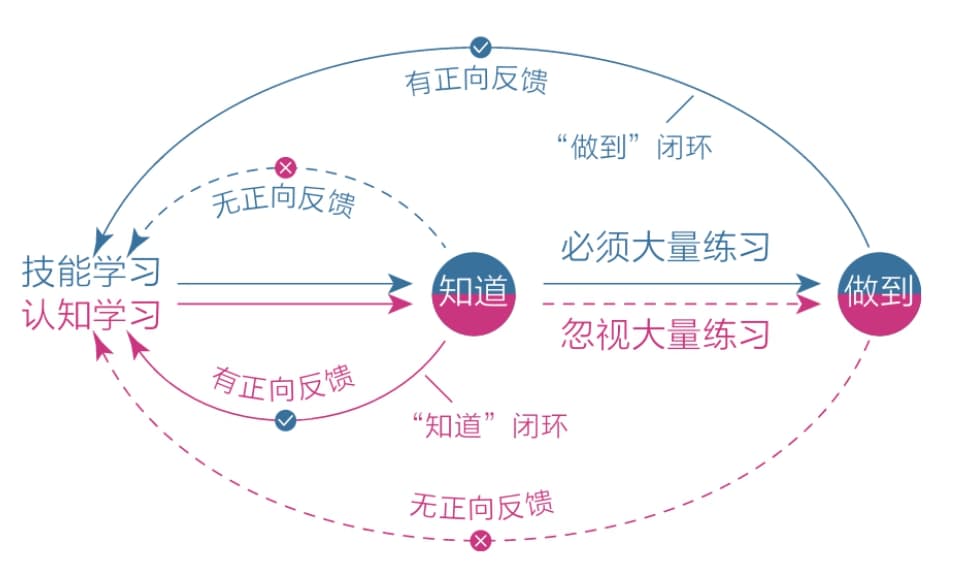 有正向反馈
“做到”闭环
无正向反馈
技能学习
认知学习
知道
必须大量练习
忽视大量练习
做到
有正向反馈
“知道”闭环
无正向反馈